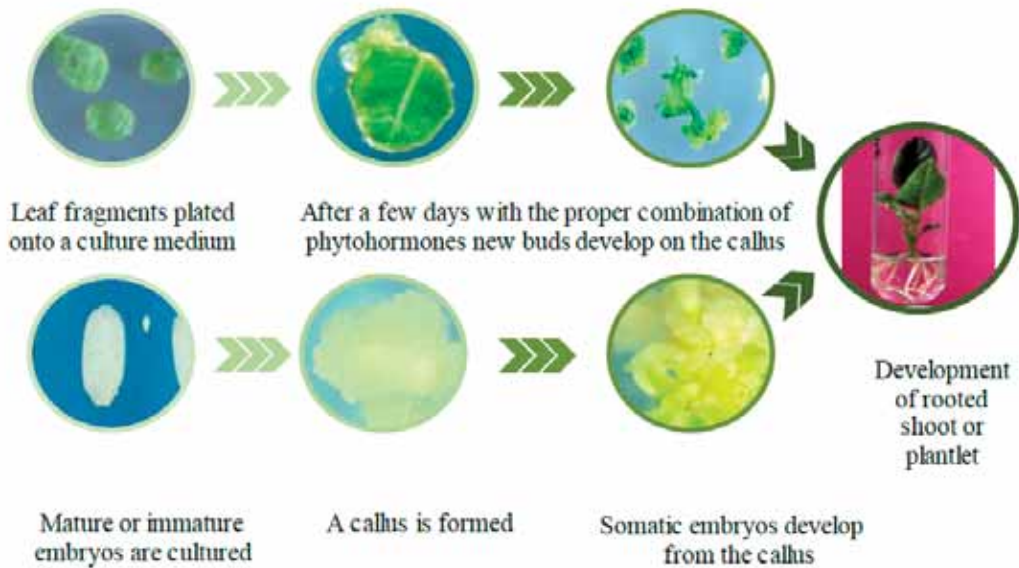 Leaf fragments plated
onto a culture medium
After a few days with the proper combination of
phytohormones new buds develop on the callus
Development
of rooted
shoot or
plantlet
Mature or immature
embryos are cultured
A callus is formed
Somatic embryos develop
from the callus